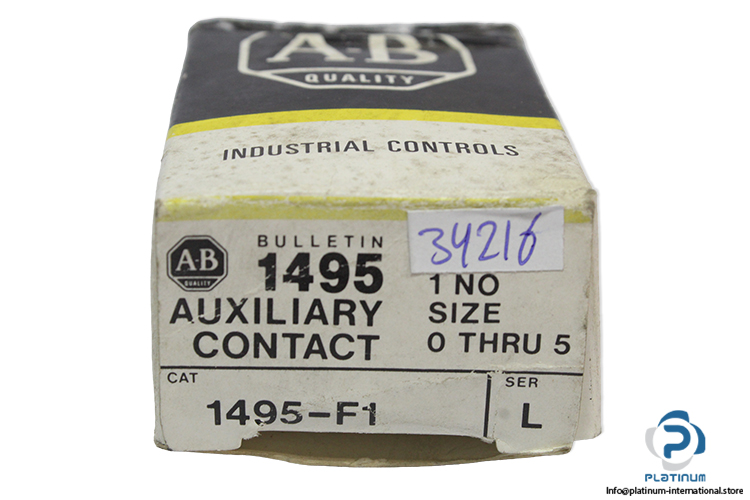 A-B
QUALITY
INDUSTRIAL CONTROLS
34216
A-B
QUALITY
BULLETIN
1495
AUXILIARY
CONTACT
1 NO
SIZE
0 THRU 5
CAT
1495-F1
SER
L
PLATINUM
Info@platinum-international.store